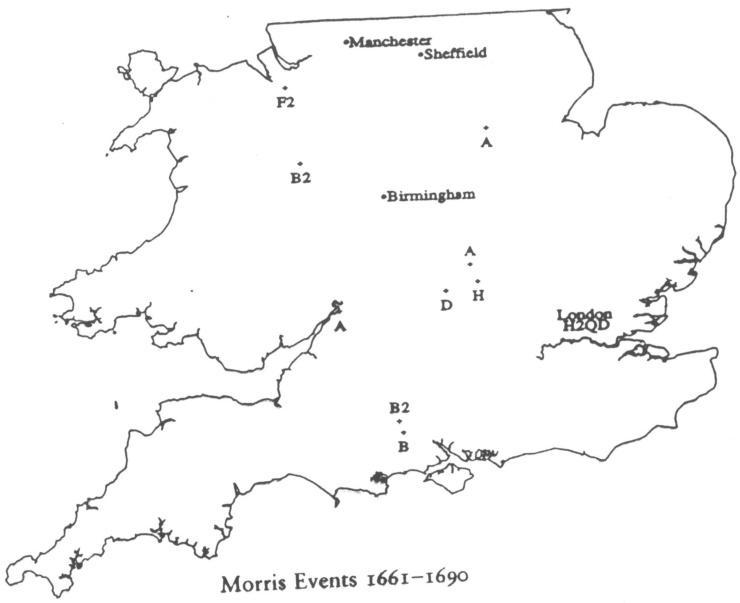 Manchester
Sheffield
F2
A
B2
Birmingham
A
H
D
London
H2QD
A
B2
B
Morris Events 1661–1690